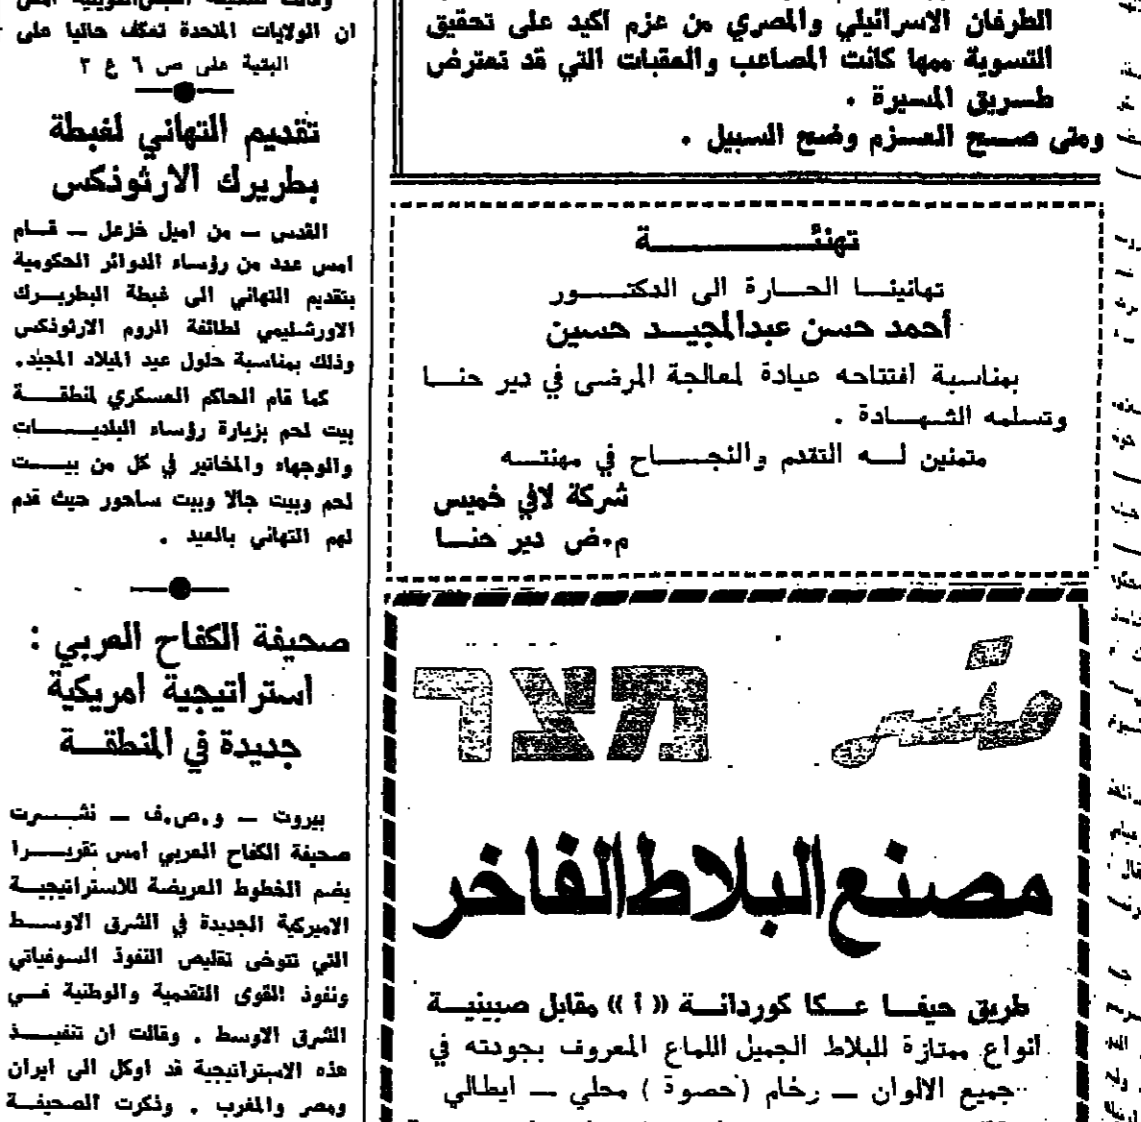 الطرفان الاسرائيلي والمصري من عزم اكيد على تحقيق
التسوية مهما كانت المصاعب والعقبات التي قد تعترض
طريق المسيرة .
ومتى صح العزم وضح السبيل .
تهنئة
تهانينا الحارة الى الدكتور
أحمد حسن عبدالمجيد حسين
بمناسبة افتتاحه عيادة لمعالجة المرضى في دير حنا
وتسلمه الشهادة .
متمنين له التقدم والنجاح في مهنته
شركة لافي خميس
م.ض دير حنا
מצר
مصنع البلاط الفاخر
طريق حيفا عكا كوردانة « أ » مقابل صبينية
أنواع ممتازة للبلاط الجميل اللماع المعروف بجودته في
جميع الالوان — رخام (حصوة) محلي — ايطالي
ان الولايات المتحدة تعكف حاليا على
البقية على ص ٦ ع ٣
تقديم التهاني لغبطة
بطريرك الارثوذكس
القدس — من اميل خزعل — قام
امس عدد من رؤساء الدوائر الحكومية
بتقديم التهاني الى غبطة البطريرك
الاورشليمي لطائفة الروم الارثوذكس
وذلك بمناسبة حلول عيد الميلاد المجيد.
كما قام الحاكم العسكري لمنطقة
بيت لحم بزيارة رؤساء البلديات
والوجهاء والمخاتير في كل من بيت
لحم وبيت جالا وبيت ساحور حيث قدم
لهم التهاني بالعيد .
صحيفة الكفاح العربي :
استراتيجية امريكية
جديدة في المنطقة
بيروت — و.ص.ف — نشرت
صحيفة الكفاح العربي امس تقريرا
يضم الخطوط العريضة للاستراتيجية
الاميركية الجديدة في الشرق الاوسط
التي تتوخى تقليص النفوذ السوفياتي
ونفوذ القوى التقدمية والوطنية في
الشرق الاوسط . وقالت ان تنفيذ
هذه الاستراتيجية قد اوكل الى ايران
ومصر والمغرب . وذكرت الصحيفة